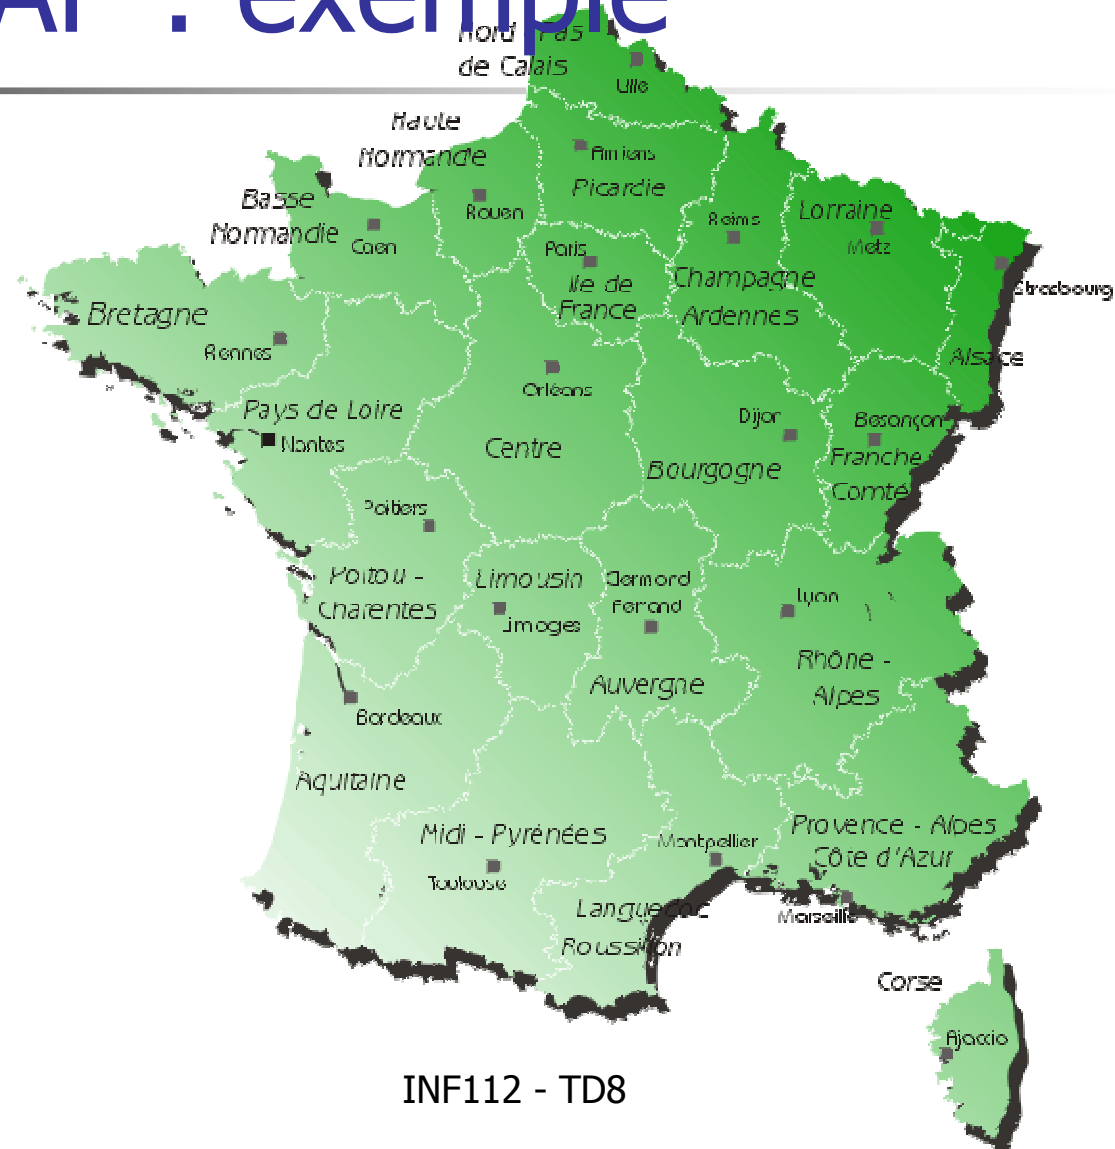 : exemple
Nord - Pas
de Calais
Lille
Haute
Normandie
Amiens
Picardie
Basse
Normandie
Caen
Rouen
Reims
Lorraine
Metz
Paris
Ile de
France
Champagne
Ardennes
Strasbourg
Alsace
Bretagne
Rennes
Orléans
Pays de Loire
Nantes
Centre
Dijon
Bourgogne
Besançon
Franche
Comté
Poitiers
Poitou -
Charentes
Limousin
Limoges
Clermond
Ferrand
Auvergne
Lyon
Rhône -
Alpes
Bordeaux
Aquitaine
Midi - Pyrénées
Toulouse
Montpellier
Languedoc
Roussillon
Provence - Alpes
Côte d'Azur
Marseille
Corse
Ajaccio
INF112 - TD8